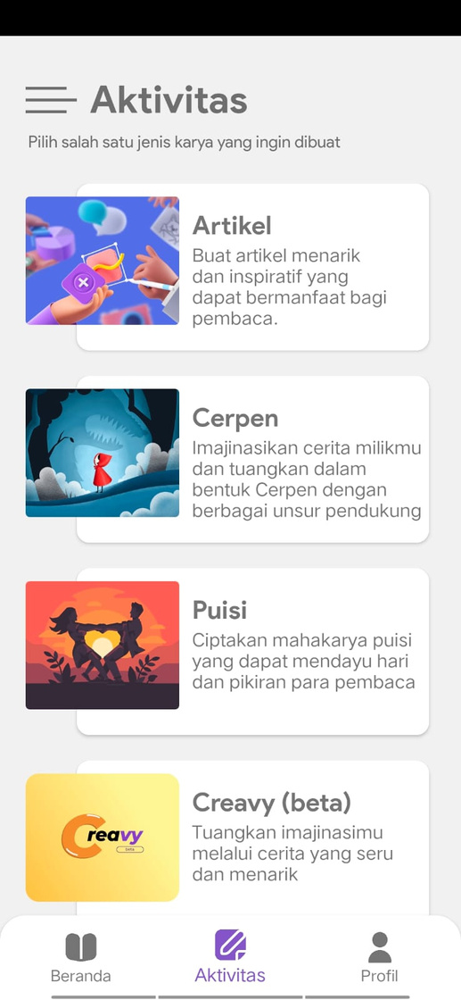 Aktivitas
Pilih salah satu jenis karya yang ingin dibuat
Artikel
Buat artikel menarik
dan inspiratif yang
dapat bermanfaat bagi
pembaca.
Cerpen
Imajinasikan cerita milikmu
dan tuangkan dalam
bentuk Cerpen dengan
berbagai unsur pendukung
Puisi
Ciptakan mahakarya puisi
yang dapat mendayu hari
dan pikiran para pembaca
Creavy
beta
Creavy (beta)
Tuangkan imajinasimu
melalui cerita yang seru
dan menarik
Beranda
Aktivitas
Profil